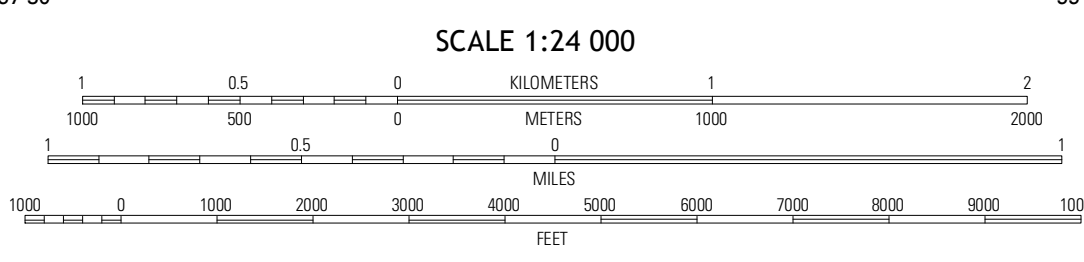 SCALE 1:24 000
1 0.5 0 KILOMETERS 1 2
1000 500 0 METERS 1000 2000
1 0.5 0 1
MILES
1000 0 1000 2000 3000 4000 5000 6000 7000 8000 9000 100
FEET